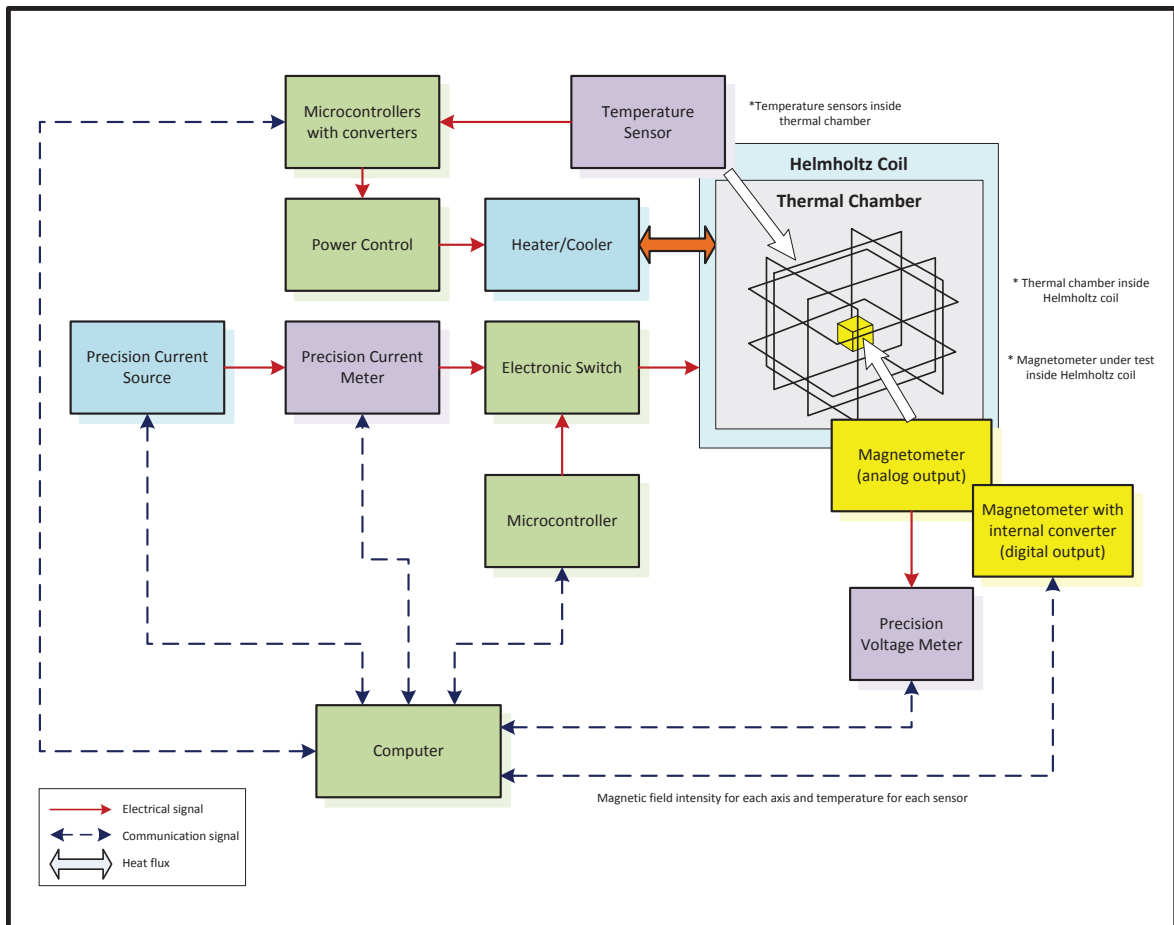 Microcontrollers
with converters
Temperature
Sensor
*Temperature sensors inside
thermal chamber
Helmholtz Coil
Thermal Chamber
Power Control
Heater/Cooler
* Thermal chamber inside
Helmholtz coil
Precision Current
Source
Precision Current
Meter
Electronic Switch
* Magnetometer under test
inside Helmholtz coil
Magnetometer
(analog output)
Microcontroller
Magnetometer with
internal converter
(digital output)
Precision
Voltage Meter
Computer
Magnetic field intensity for each axis and temperature for each sensor
Electrical signal
Communication signal
Heat flux